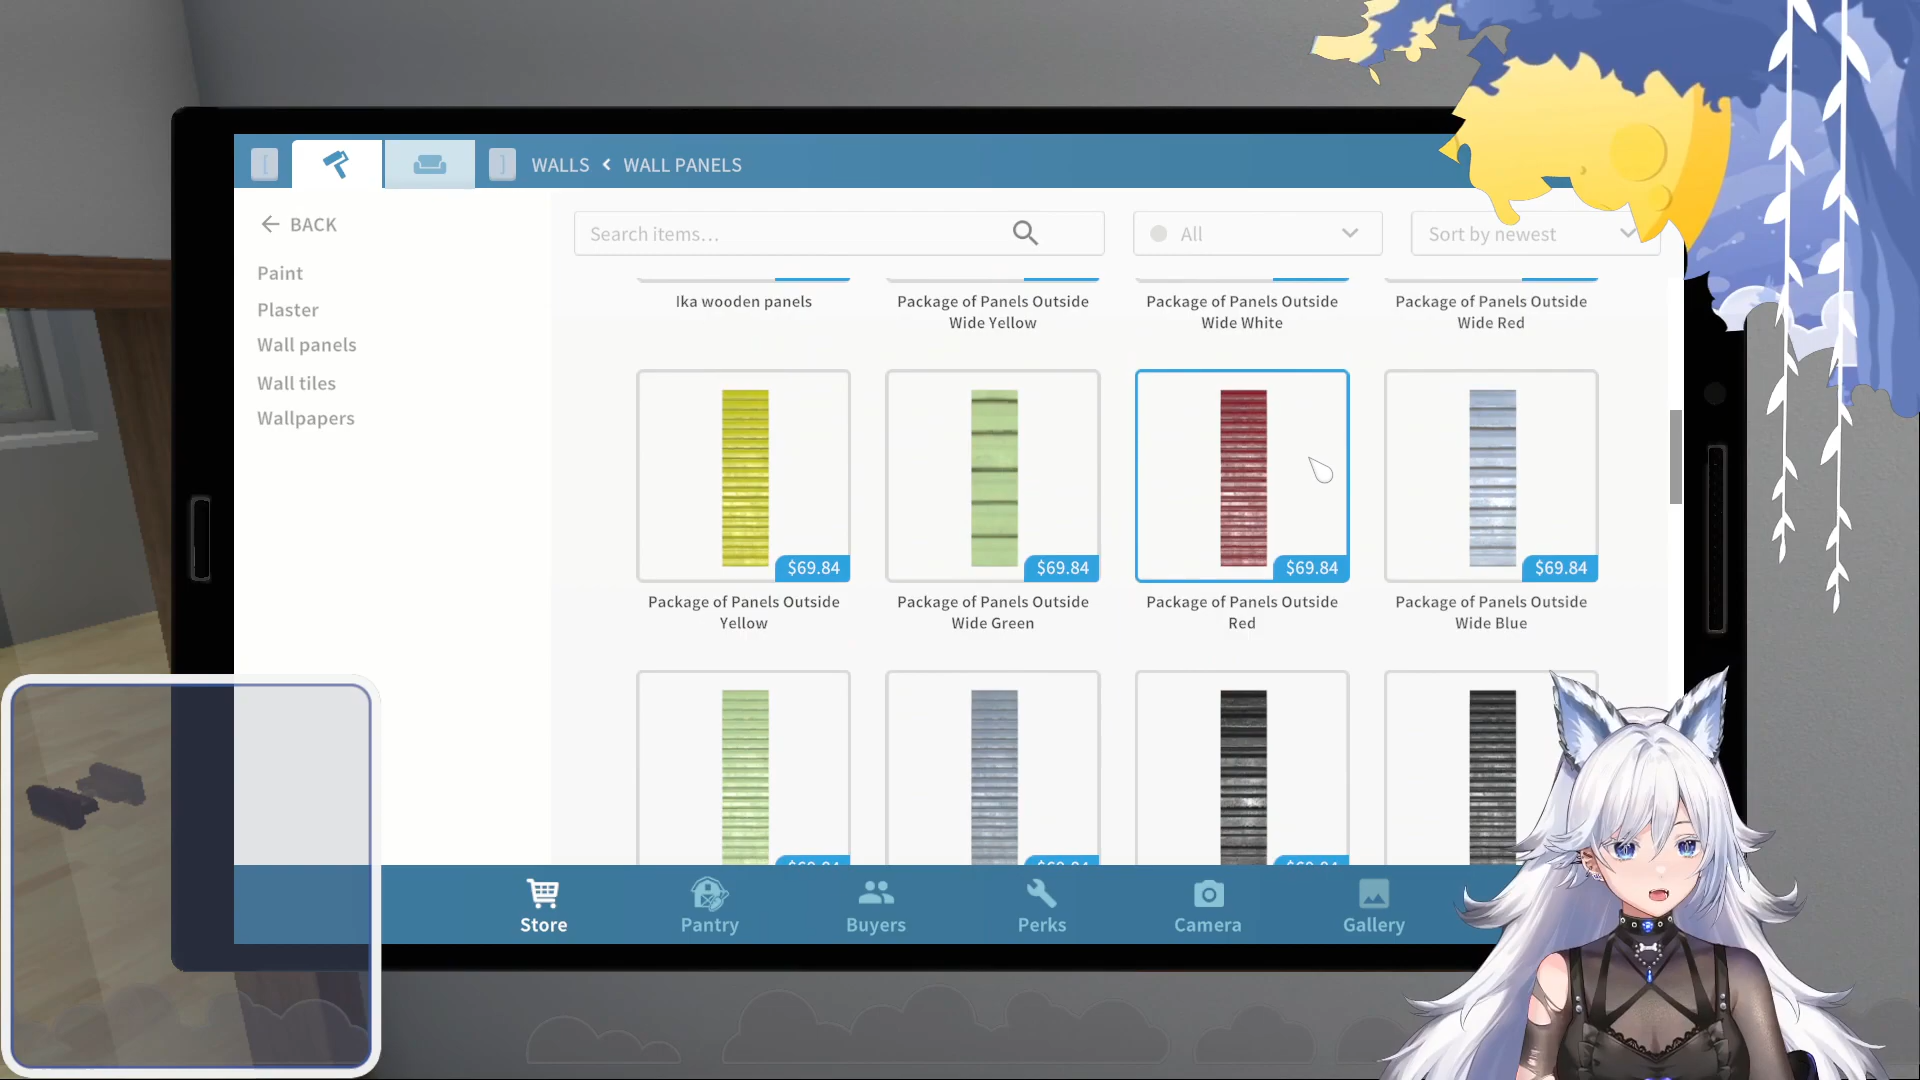 [
]
WALLS < WALL PANELS
BACK
Search items...
All
Sort by newest
Paint
Plaster
Wall panels
Wall tiles
Wallpapers
Ika wooden panels
Package of Panels Outside
Wide Yellow
Package of Panels Outside
Wide White
Package of Panels Outside
Wide Red
$69.84
$69.84
$69.84
$69.84
Package of Panels Outside
Yellow
Package of Panels Outside
Wide Green
Package of Panels Outside
Red
Package of Panels Outside
Wide Blue
Store
Pantry
Buyers
Perks
Camera
Gallery